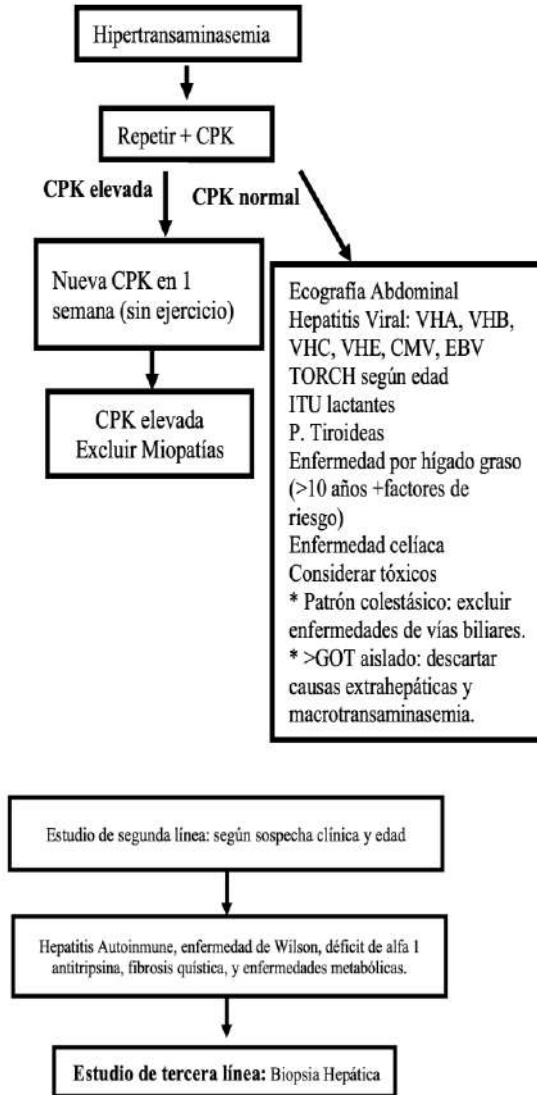 Hipertransaminasemia
Repetir + CPK
CPK elevada
CPK normal
Nueva CPK en 1
semana (sin ejercicio)
CPK elevada
Excluir Miopatías
Ecografía Abdominal
Hepatitis Viral: VHA, VHB,
VHC, VHE, CMV, EBV
TORCH según edad
ITU lactantes
P. Tiroideas
Enfermedad por hígado graso
(>10 años +factores de
riesgo)
Enfermedad celíaca
Considerar tóxicos
* Patrón colestásico: excluir
enfermedades de vías biliares.
* >GOT aislado: descartar
causas extrahepáticas y
macrotransaminasemia.
Estudio de segunda línea: según sospecha clínica y edad
Hepatitis Autoinmune, enfermedad de Wilson, déficit de alfa 1
antitripsina, fibrosis quística, y enfermedades metabólicas.
Estudio de tercera línea: Biopsia Hepática